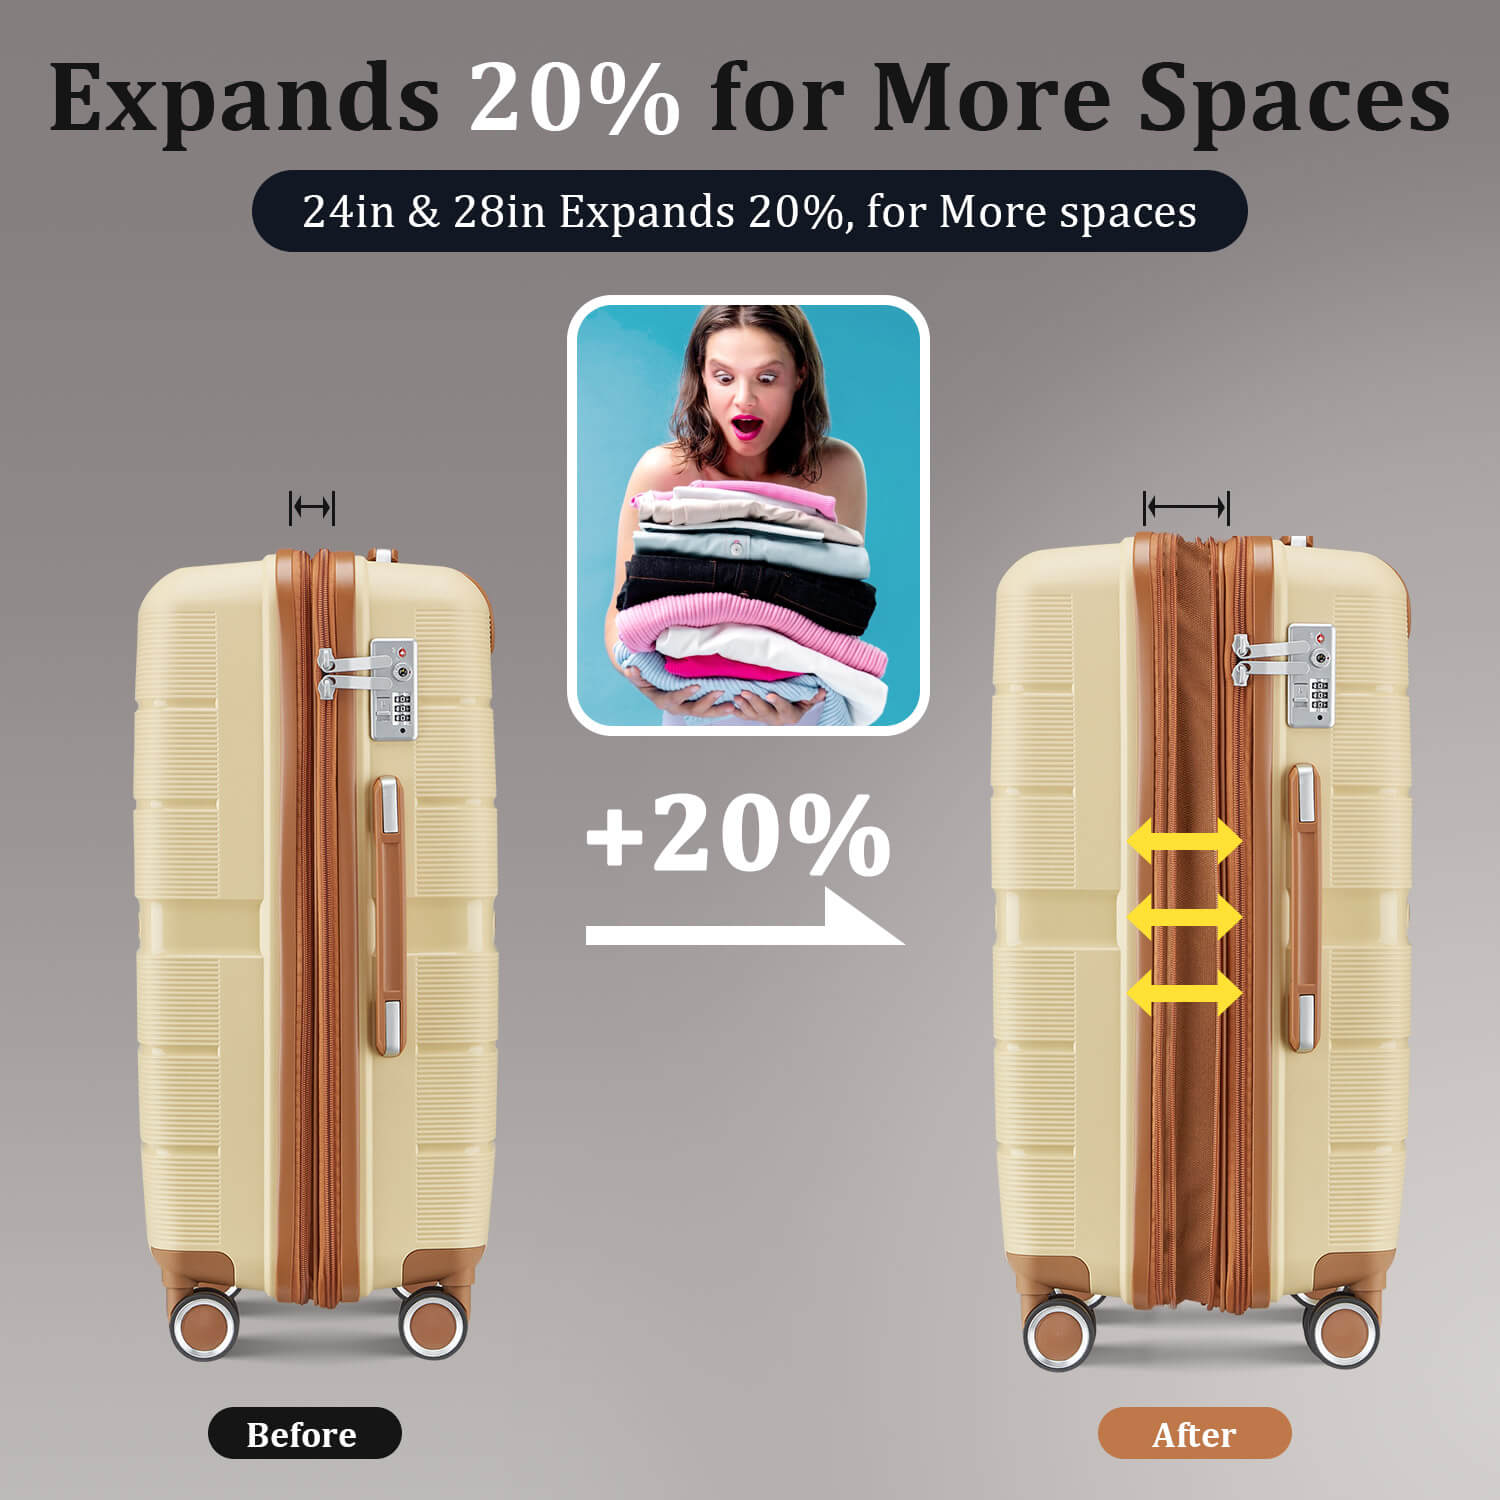 Expands 20% for More Spaces
24in & 28in Expands 20%, for More spaces
+20%
Before
After